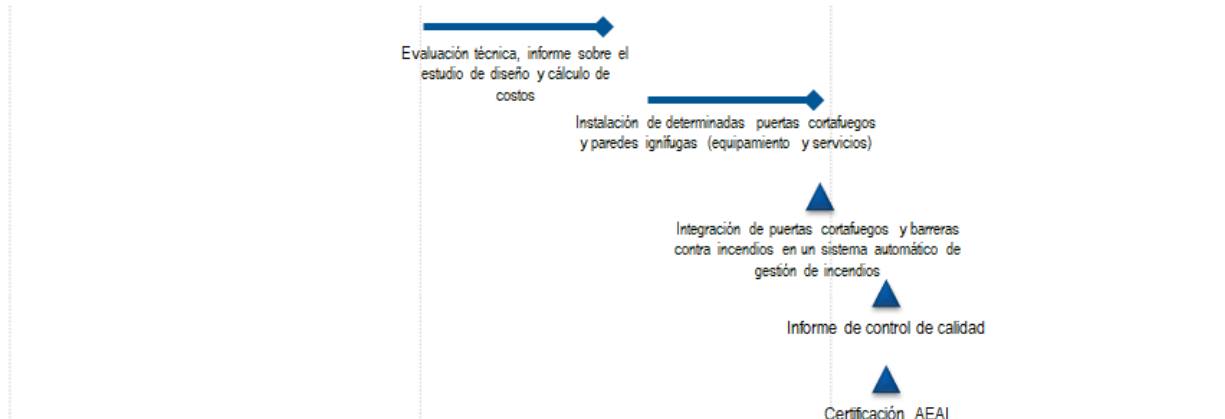 Evaluación técnica, informe sobre el
estudio de diseño y cálculo de
costos
Instalación de determinadas puertas cortafuegos
y paredes ignífugas (equipamiento y servicios)
Integración de puertas cortafuegos y barreras
contra incendios en un sistema automático de
gestión de incendios
Informe de control de calidad
Certificación AEAI